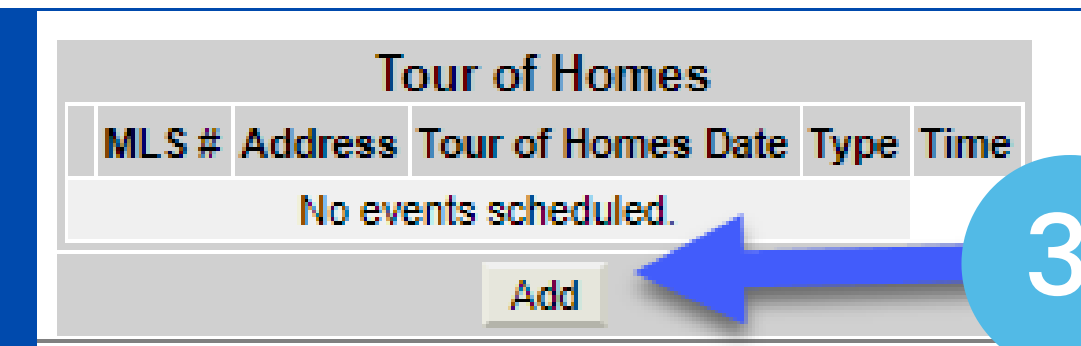 Tour of Homes
MLS # Address Tour of Homes Date Type Time
No events scheduled.
Add
3